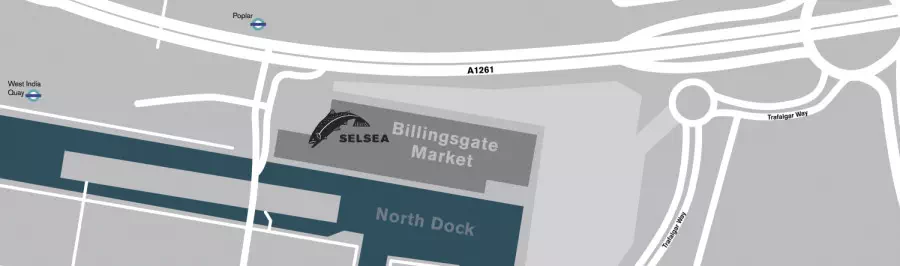 Poplar
West India
Quay
A1261
Trafalgar Way
SELSEA
Billingsgate
Market
North Dock
Trafalgar Way